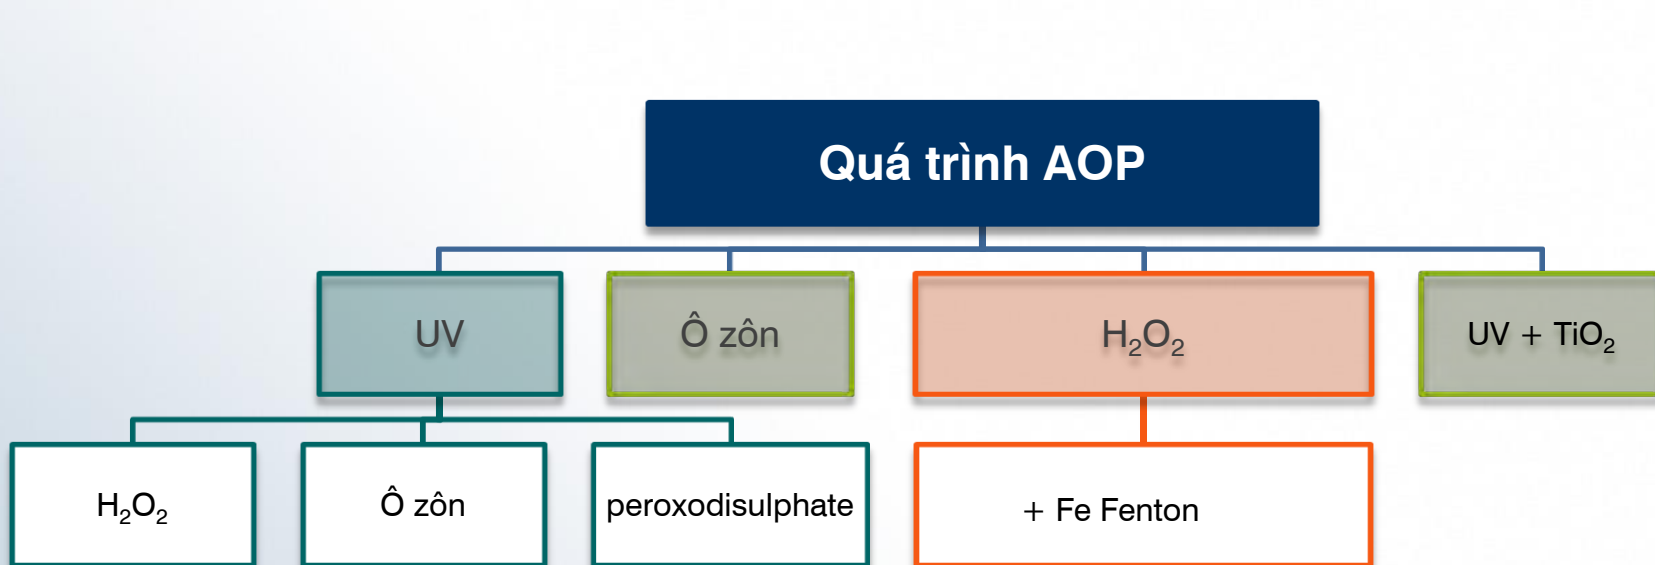 Quá trình AOP
UV
Ô zôn
H₂O₂
UV + TiO₂
H₂O₂
Ô zôn
peroxodisulphate
+ Fe Fenton